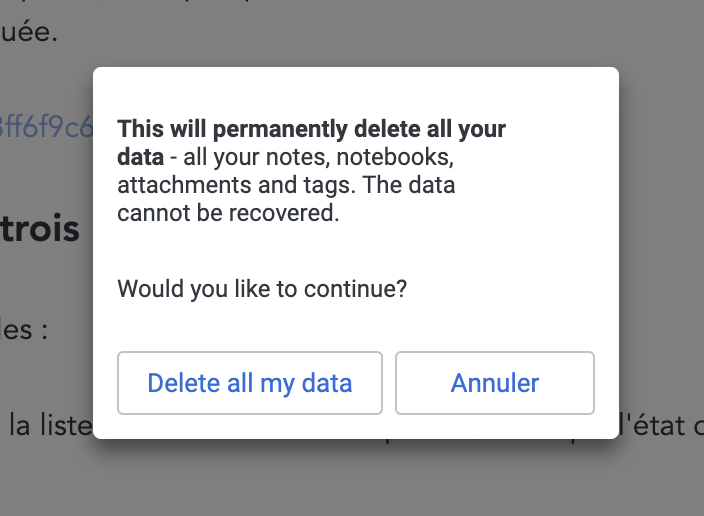 uée.
This will permanently delete all your
data - all your notes, notebooks,
ff6f9c6
attachments and tags. The data
cannot be recovered.
trois
Would you like to continue?
les :
Delete all my data
Annuler
la liste
l'état